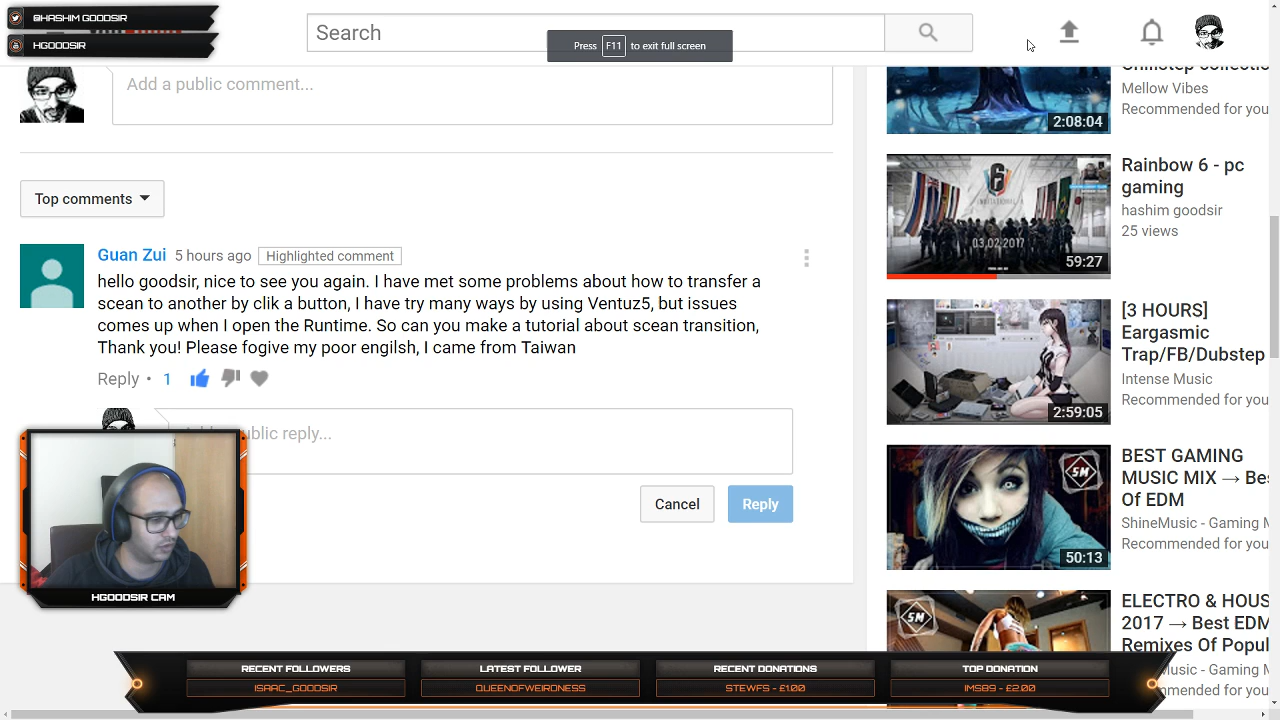 @HASHIM GOODSIR
HGOODSIR
Search
Press F11 to exit full screen
Add a public comment...
Top comments
Guan Zui 5 hours ago Highlighted comment
hello goodsir, nice to see you again. I have met some problems about how to transfer a
scean to another by clik a button, I have try many ways by using Ventuz5, but issues
comes up when I open the Runtime. So can you make a tutorial about scean transition,
Thank you! Please fogive my poor engilsh, I came from Taiwan
Reply • 1
public reply...
Cancel Reply
HGOODSIR CAM
Mellow Vibes
Recommended for you
2:08:04
Rainbow 6 - pc
gaming
hashim goodsir
25 views
03.02.2017
59:27
[3 HOURS]
Eargasmic
Trap/FB/Dubstep
Intense Music
Recommended for you
2:59:05
BEST GAMING
MUSIC MIX → Bes
Of EDM
ShineMusic - Gaming M
Recommended for you
SM
50:13
ELECTRO & HOUS
2017 → Best EDM
Remixes Of Popul
SM
RECENT FOLLOWERS
ISAAC_GOODSIR
LATEST FOLLOWER
QUEENOFWEIRDNESS
RECENT DONATIONS
STEWFS - £1.00
TOP DONATION
IMSB9 - £2.00